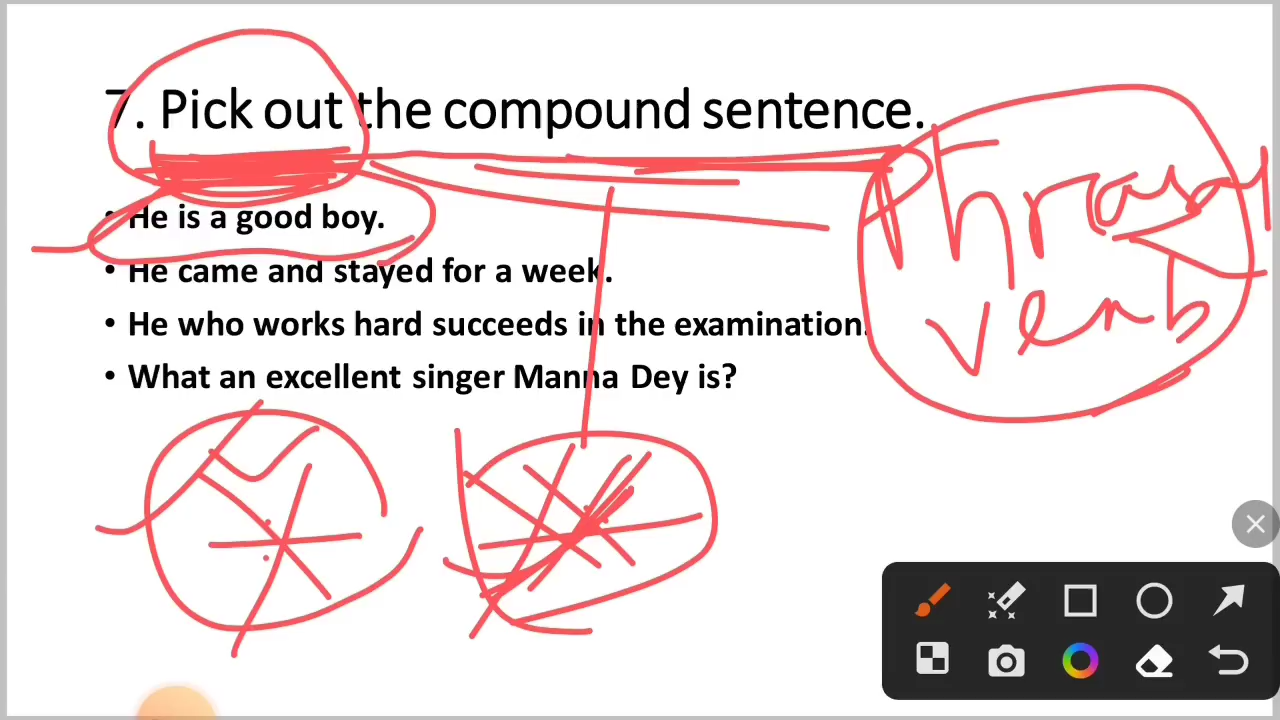 7. Pick out the compound sentence.
• He is a good boy.
• He came and stayed for a week.
• He who works hard succeeds in the examination.
• What an excellent singer Manna Dey is?
Phrasal
verb